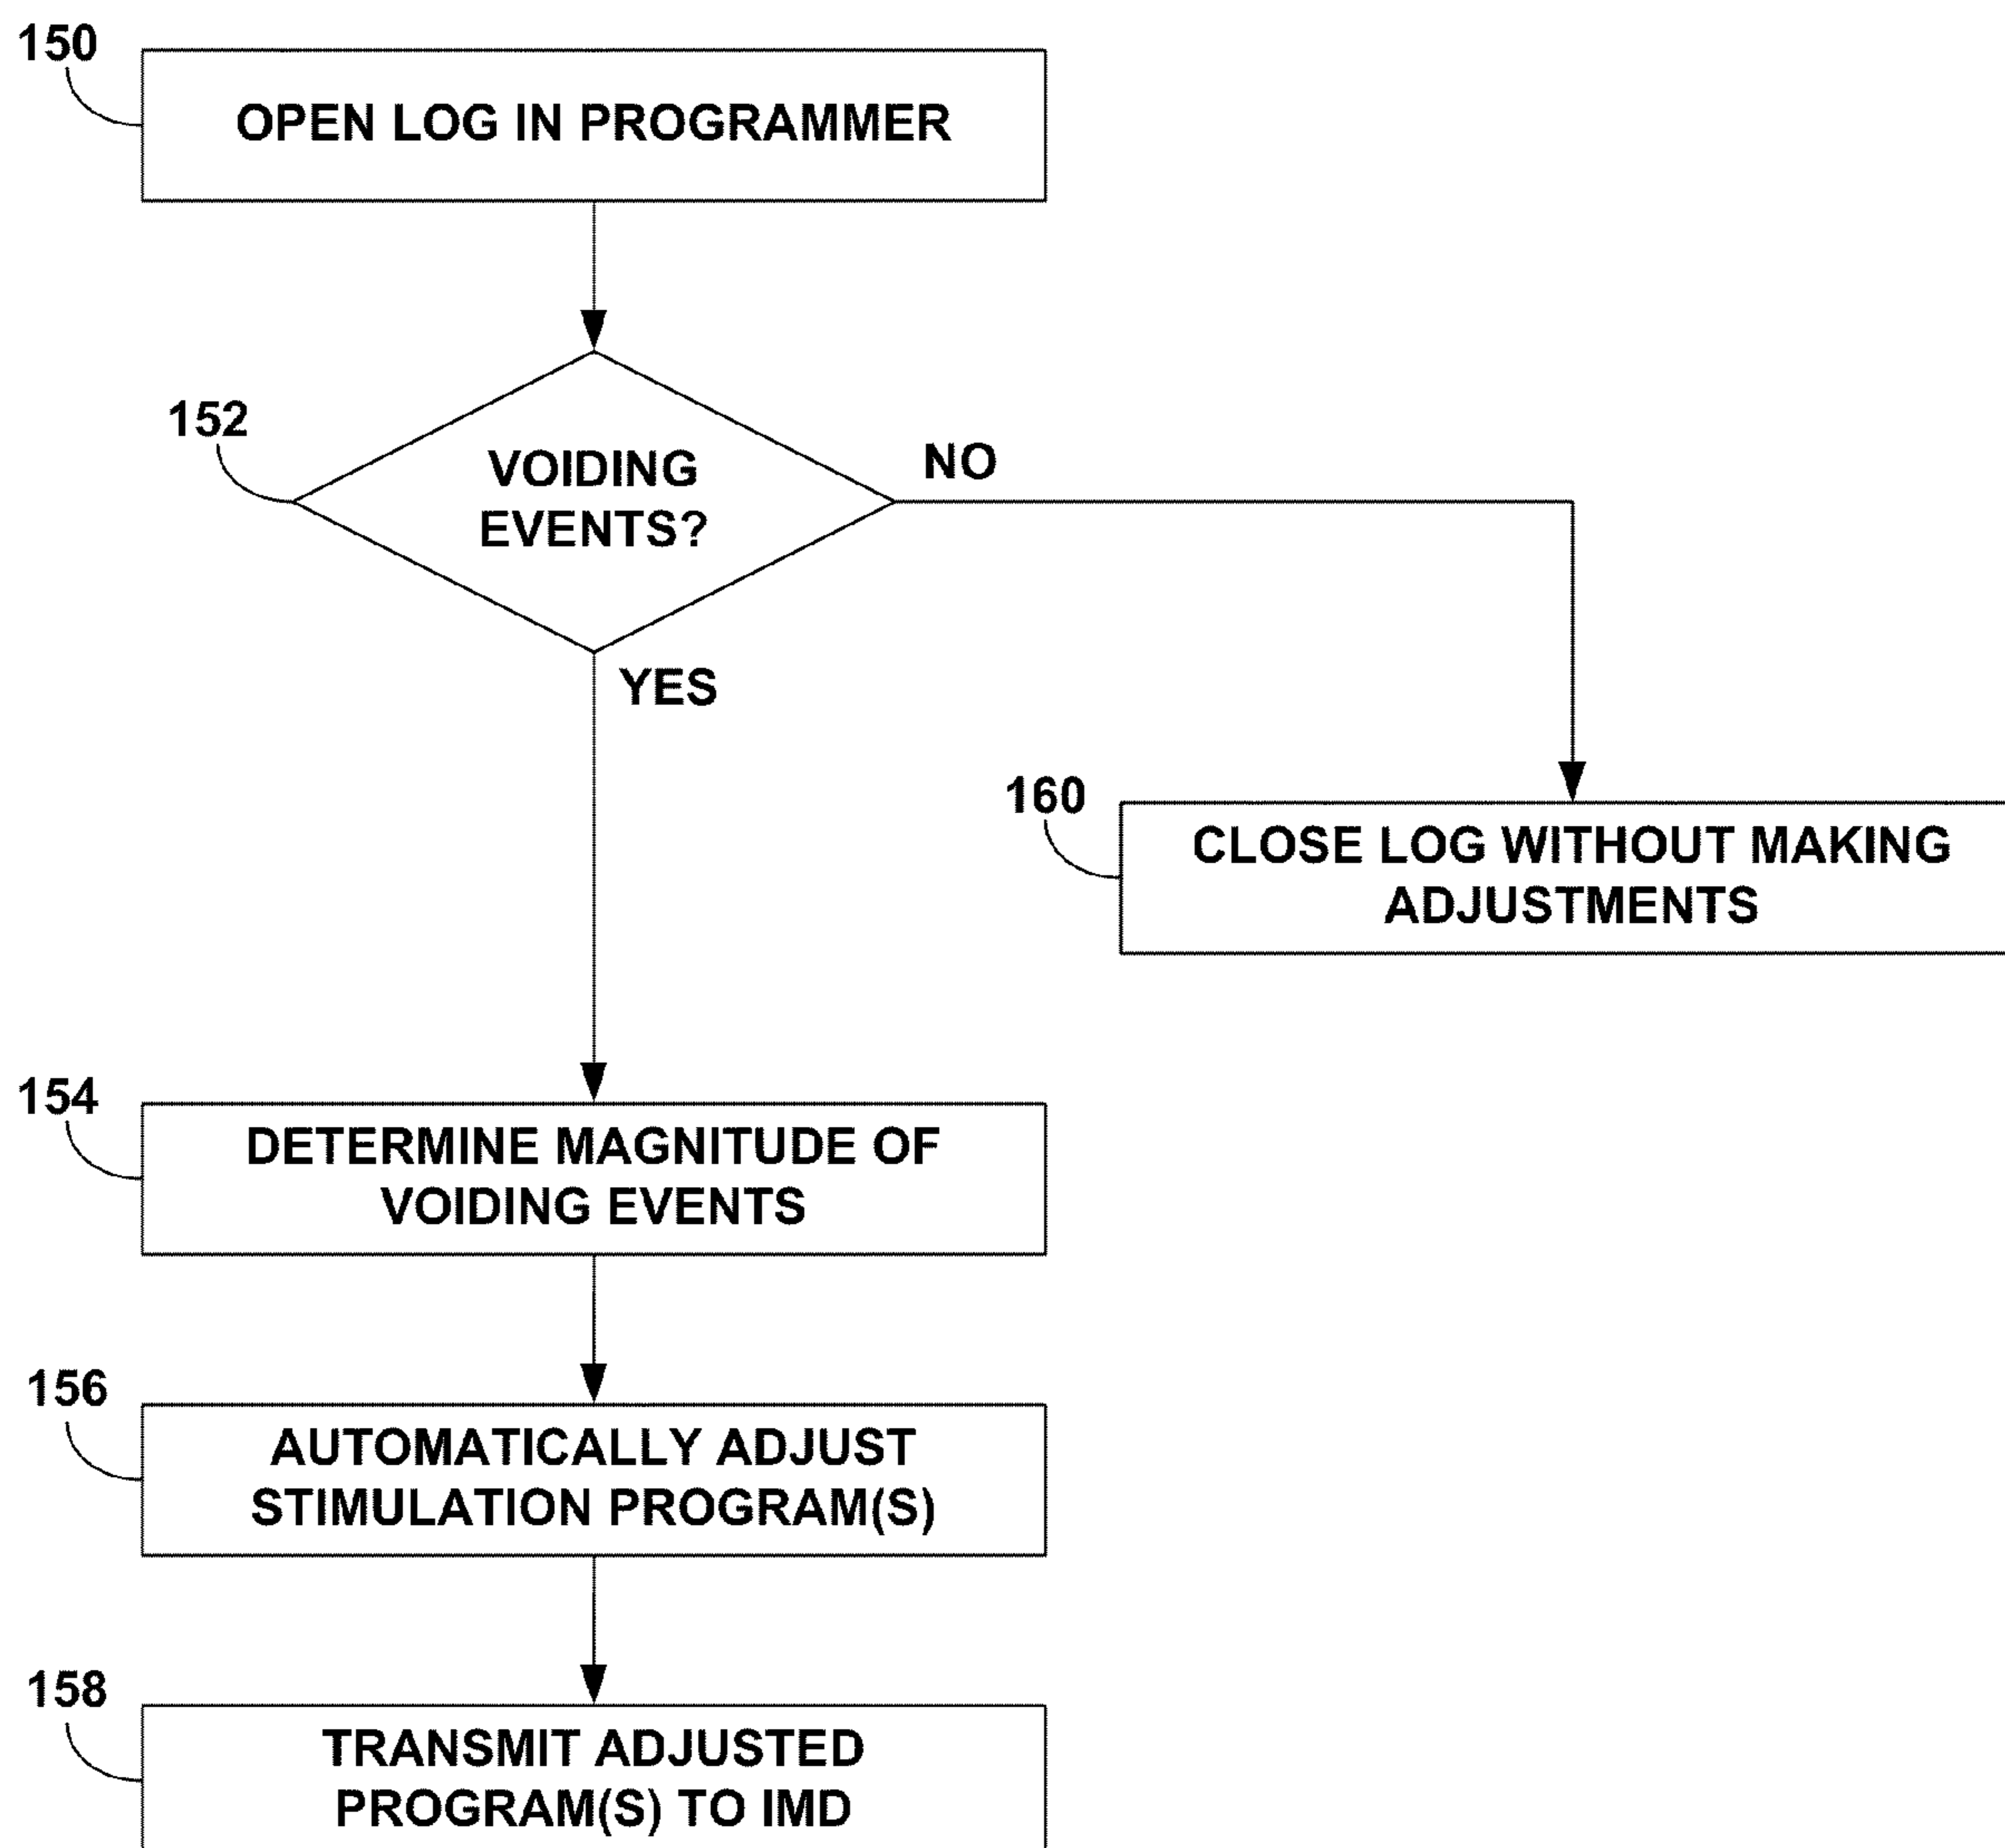 150
OPEN LOG IN PROGRAMMER
152
VOIDING
EVENTS?
NO
YES
160
CLOSE LOG WITHOUT MAKING
ADJUSTMENTS
154
DETERMINE MAGNITUDE OF
VOIDING EVENTS
156
AUTOMATICALLY ADJUST
STIMULATION PROGRAM(S)
158
TRANSMIT ADJUSTED
PROGRAM(S) TO IMD